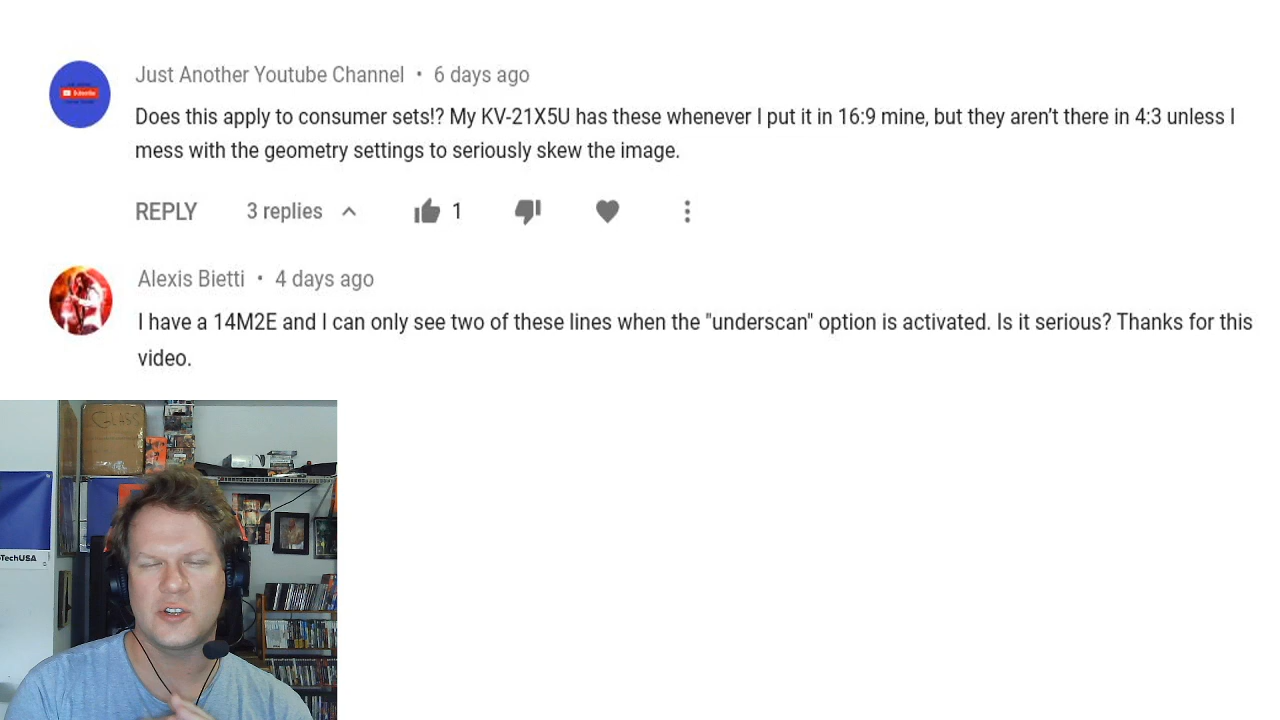 Just Another Youtube Channel • 6 days ago
Subscribe
Does this apply to consumer sets!? My KV-21X5U has these whenever I put it in 16:9 mine, but they aren’t there in 4:3 unless I
mess with the geometry settings to seriously skew the image.
REPLY 3 replies 1
Alexis Bietti • 4 days ago
I have a 14M2E and I can only see two of these lines when the "underscan" option is activated. Is it serious? Thanks for this
video.
TechUSA